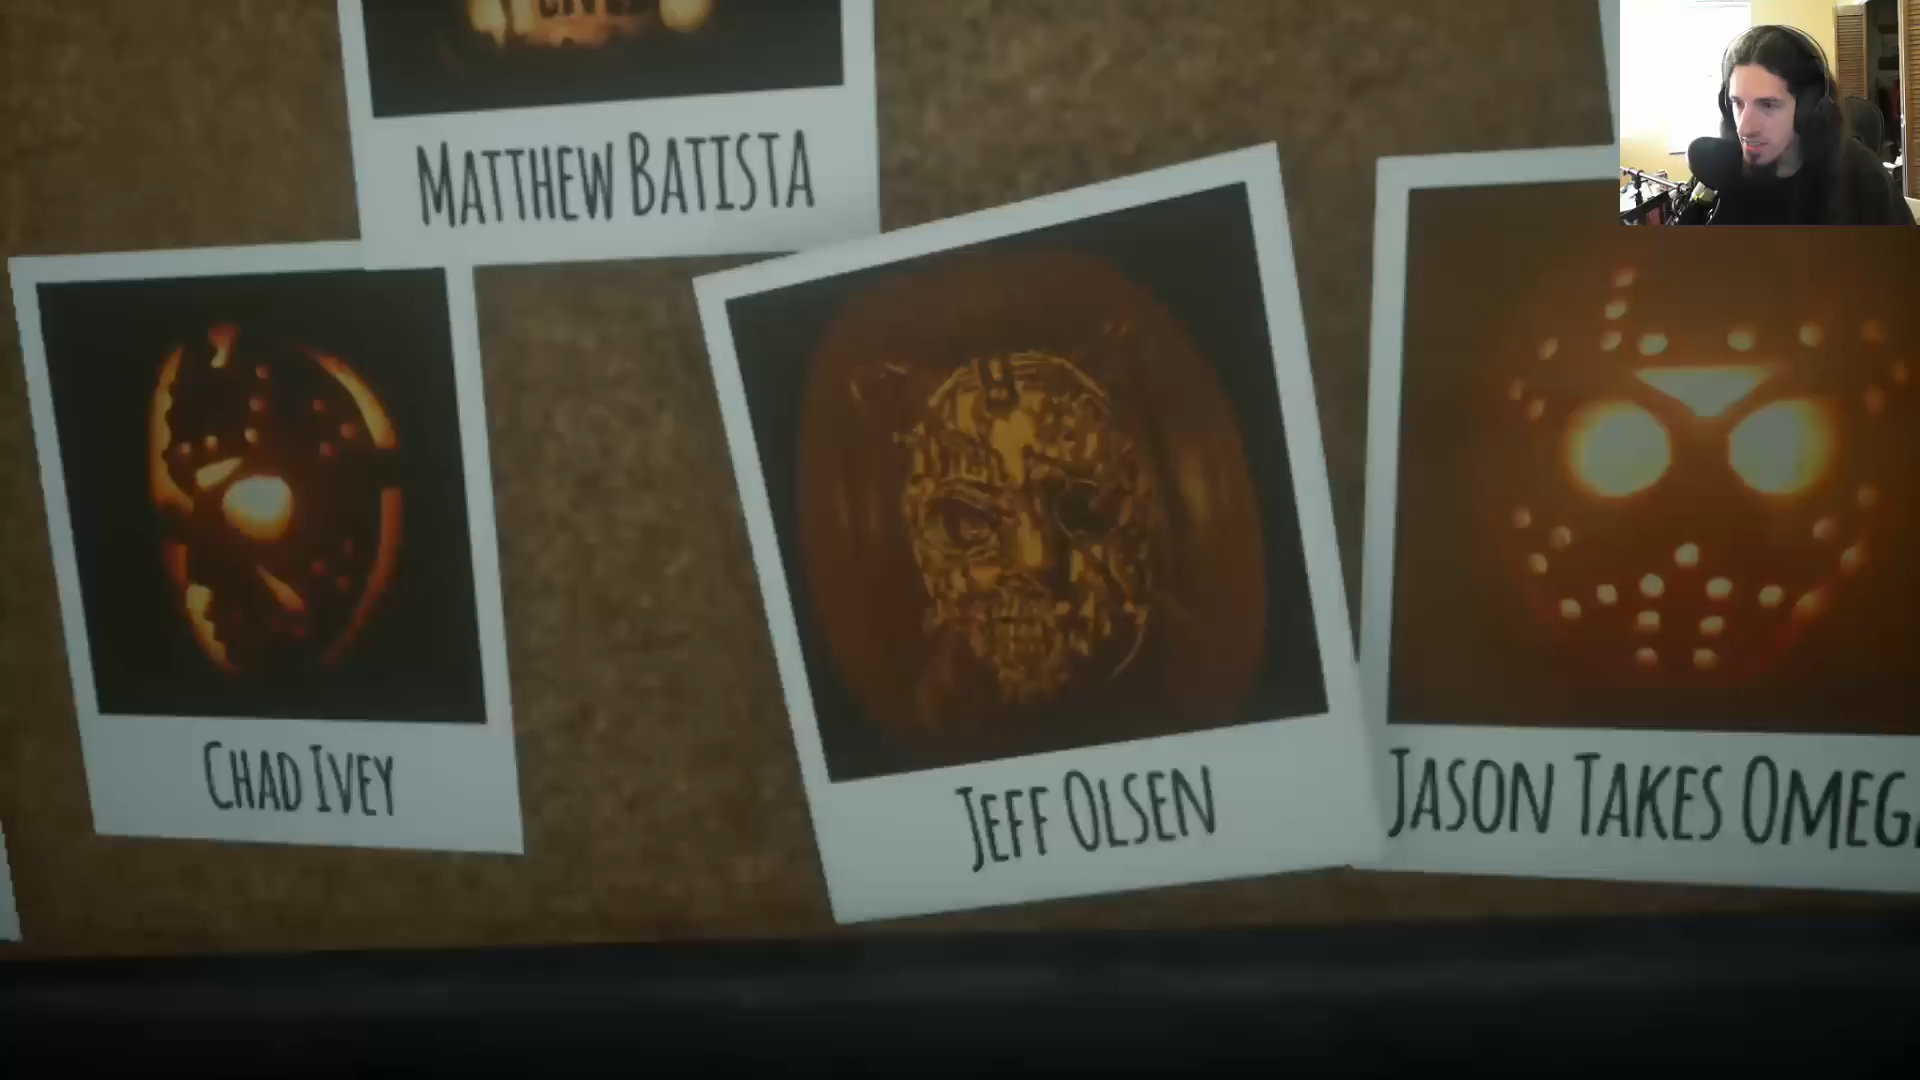 MATTHEW BATISTA
CHAD IVEY
JEFF OLSEN
JASON TAKES OMEG